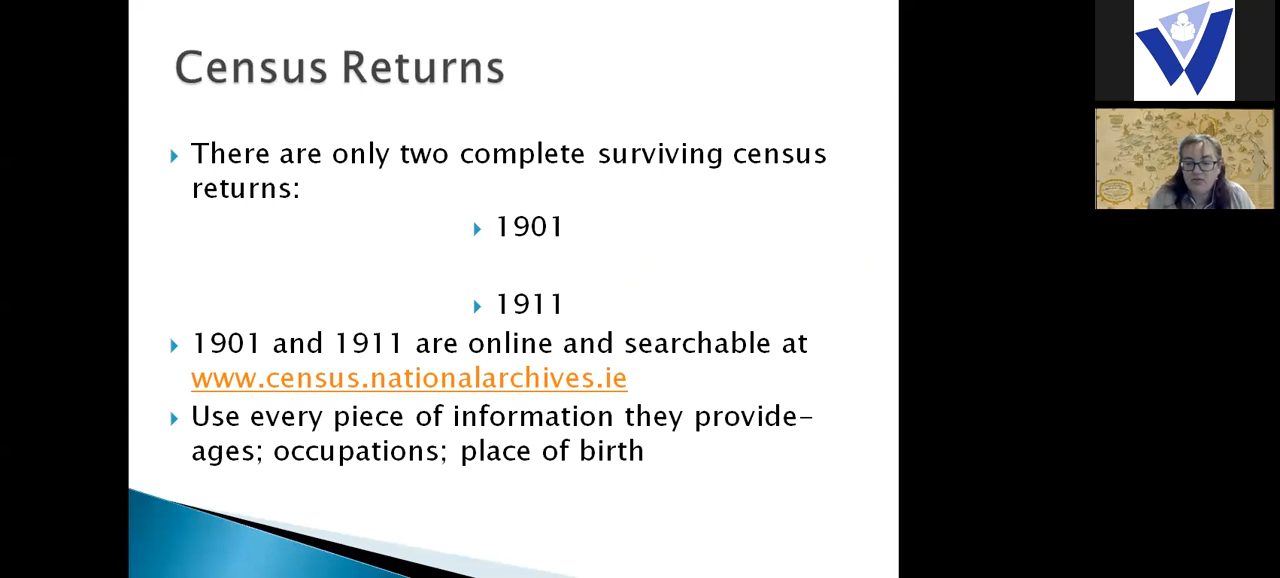 Census Returns
There are only two complete surviving census
returns:
1901
1911
1901 and 1911 are online and searchable at
www.census.nationalarchives.ie
Use every piece of information they provide-
ages; occupations; place of birth